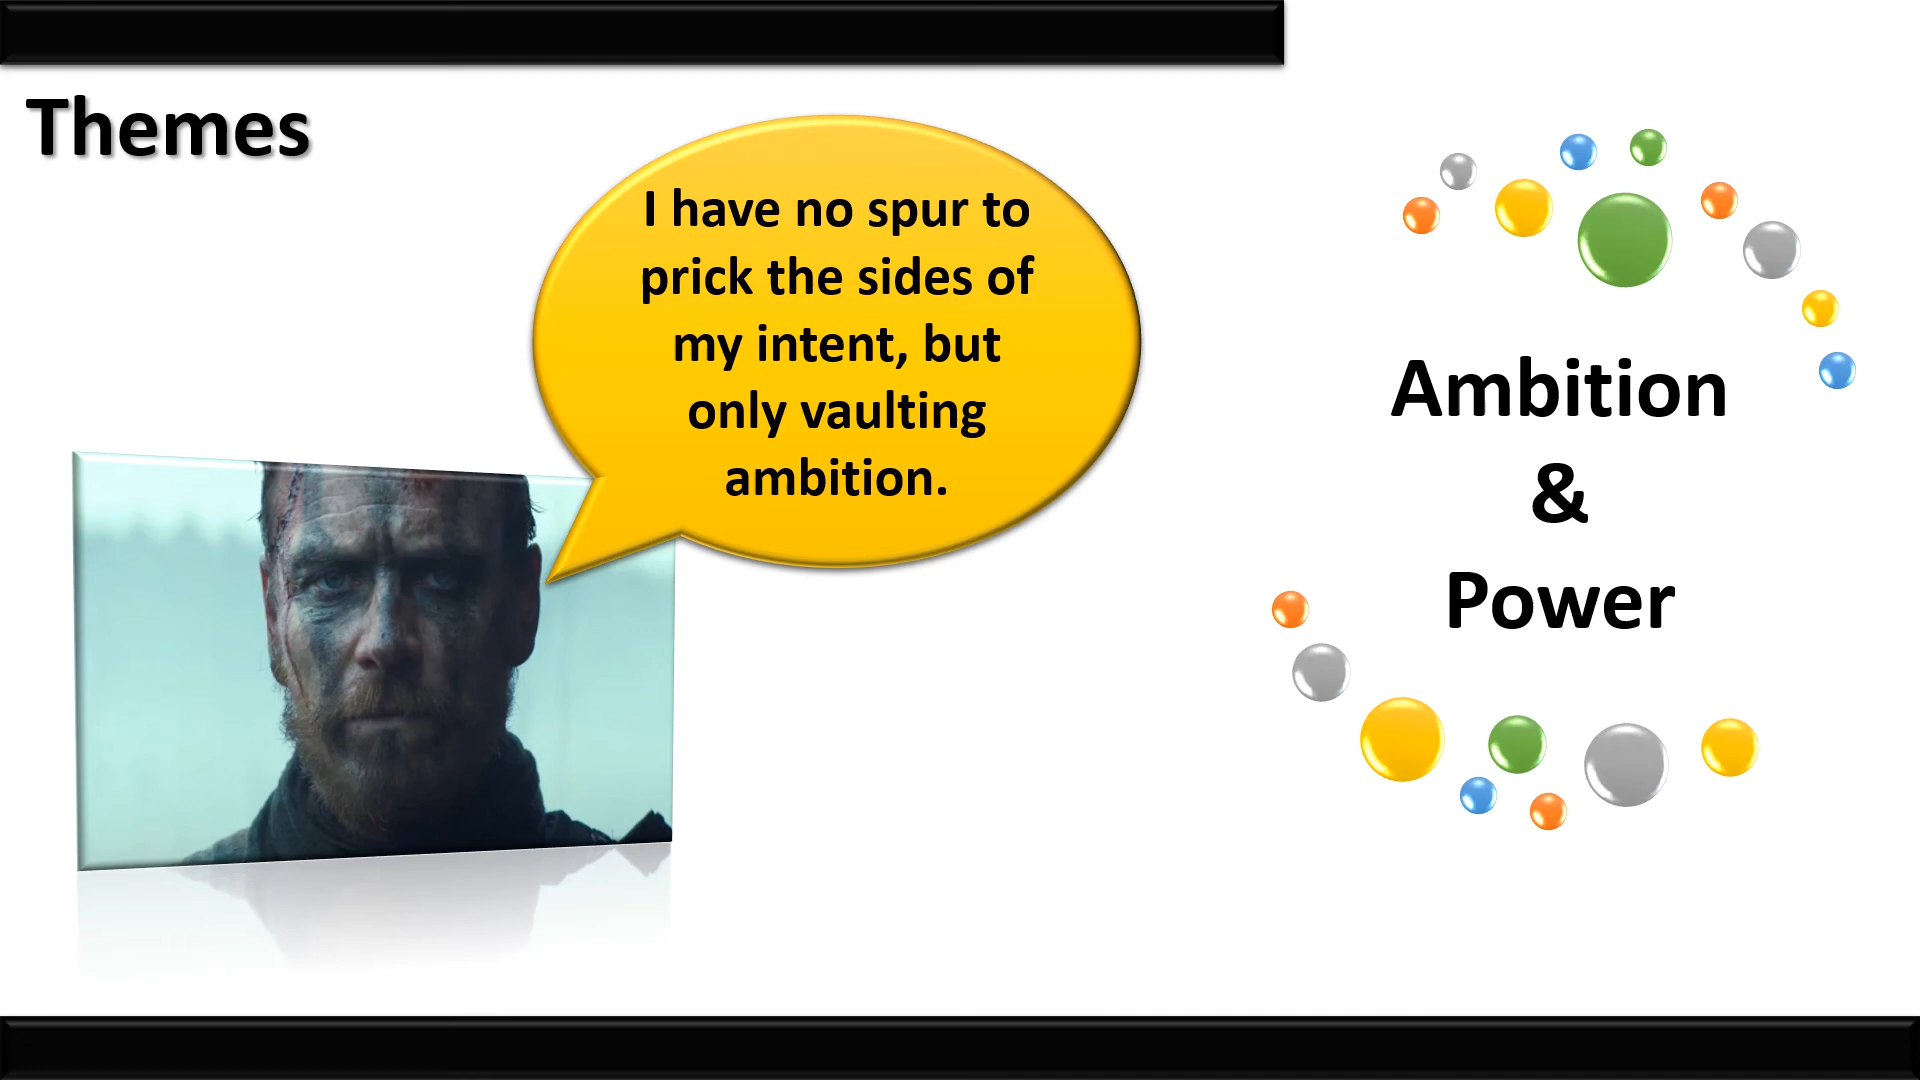 Themes
I have no spur to
prick the sides of
my intent, but
only vaulting
ambition.
Ambition
&
Power